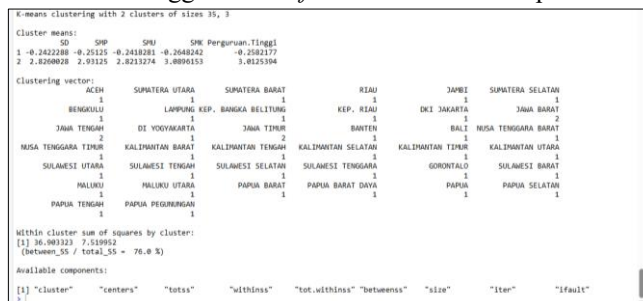 K-means clustering with 2 clusters of sizes 35, 3
Cluster means:
SD SMP SMU SMK Perguruan.Tinggi
1 -0.2422288 -0.25125 -0.2418281 -0.2648242 -0.2582177
2 2.8260028 2.93125 2.8213274 3.0896153 3.0125394
Clustering vector:
ACEH SUMATERA UTARA SUMATERA BARAT RIAU JAMBI SUMATERA SELATAN
1 1 1 1 1 1
BENGKULU LAMPUNG KEP. BANGKA BELITUNG KEP. RIAU DKI JAKARTA JAWA BARAT
1 1 1 1 1 2
JAWA TENGAH DI YOGYAKARTA JAWA TIMUR BANTEN BALI NUSA TENGGARA BARAT
2 1 2 1 1 1
NUSA TENGGARA TIMUR KALIMANTAN BARAT KALIMANTAN TENGAH KALIMANTAN SELATAN KALIMANTAN TIMUR KALIMANTAN UTARA
1 1 1 1 1 1
SULAWESI UTARA SULAWESI TENGAH SULAWESI SELATAN SULAWESI TENGGARA GORONTALO SULAWESI BARAT
1 1 1 1 1 1
MALUKU MALUKU UTARA PAPUA BARAT PAPUA BARAT DAYA PAPUA PAPUA SELATAN
1 1 1 1 1 1
PAPUA TENGAH PAPUA PEGUNUNGAN
1 1
Within cluster sum of squares by cluster:
[1] 36.903323 7.519952
(between_SS / total_SS = 76.0 %)
Available components:
[1] "cluster" "centers" "totss" "withinss" "tot.withinss" "betweenss" "size" "iter" "ifault"
>